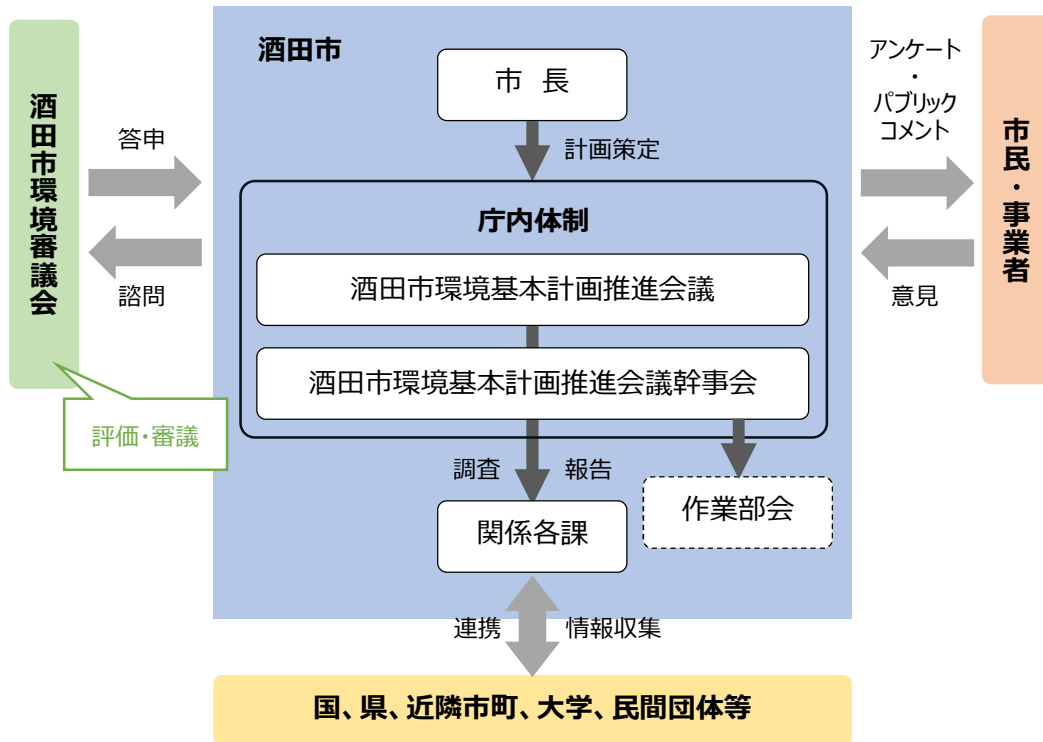 酒田市
市 長
計画策定
酒田市環境審議会
答申
諮問
評価・審議
庁内体制
酒田市環境基本計画推進会議
酒田市環境基本計画推進会議幹事会
調査 報告
関係各課
作業部会
アンケート
・
パブリック
コメント
意見
市民・事業者
連携 情報収集
国、県、近隣市町、大学、民間団体等